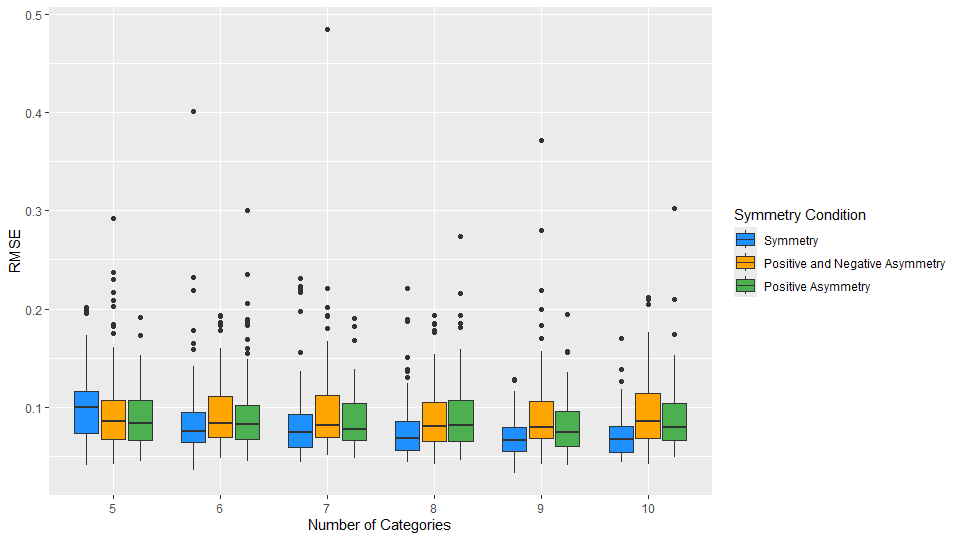 0.5
0.4
0.3
0.2
0.1
RMSE
5 6 7 8 9 10
Number of Categories
Symmetry Condition
Symmetry
Positive and Negative Asymmetry
Positive Asymmetry